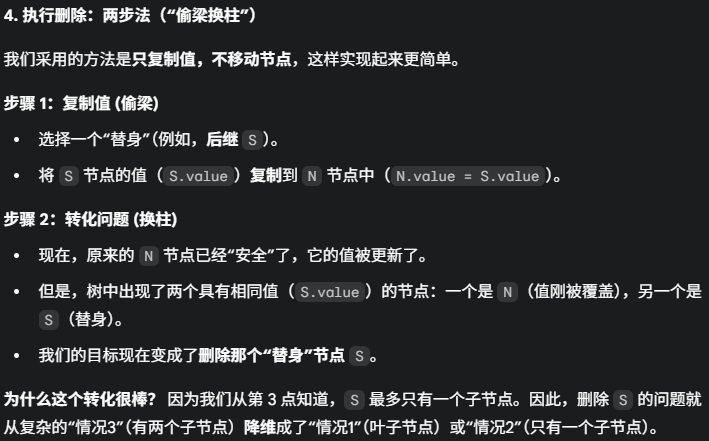 4. 执行删除：两步法（“偷梁换柱”）
我们采用的方法是只复制值，不移动节点，这样实现起来更简单。
步骤 1：复制值 (偷梁)
• 选择一个“替身”（例如，后继 S）。
• 将 S 节点的值（S.value）复制到 N 节点中（N.value = S.value）。
步骤 2：转化问题 (换柱)
• 现在，原来的 N 节点已经“安全”了，它的值被更新了。
• 但是，树中出现了两个具有相同值（S.value）的节点：一个是 N（值刚被覆盖），另一个是
S（替身）。
• 我们的目标现在变成了删除那个“替身”节点 S。
为什么这个转化很棒？ 因为我们从第 3 点知道，S 最多只有一个子节点。因此，删除 S 的问题就
从复杂的“情况3”（有两个子节点）降维成了“情况1”（叶子节点）或“情况2”（只有一个子节点）。